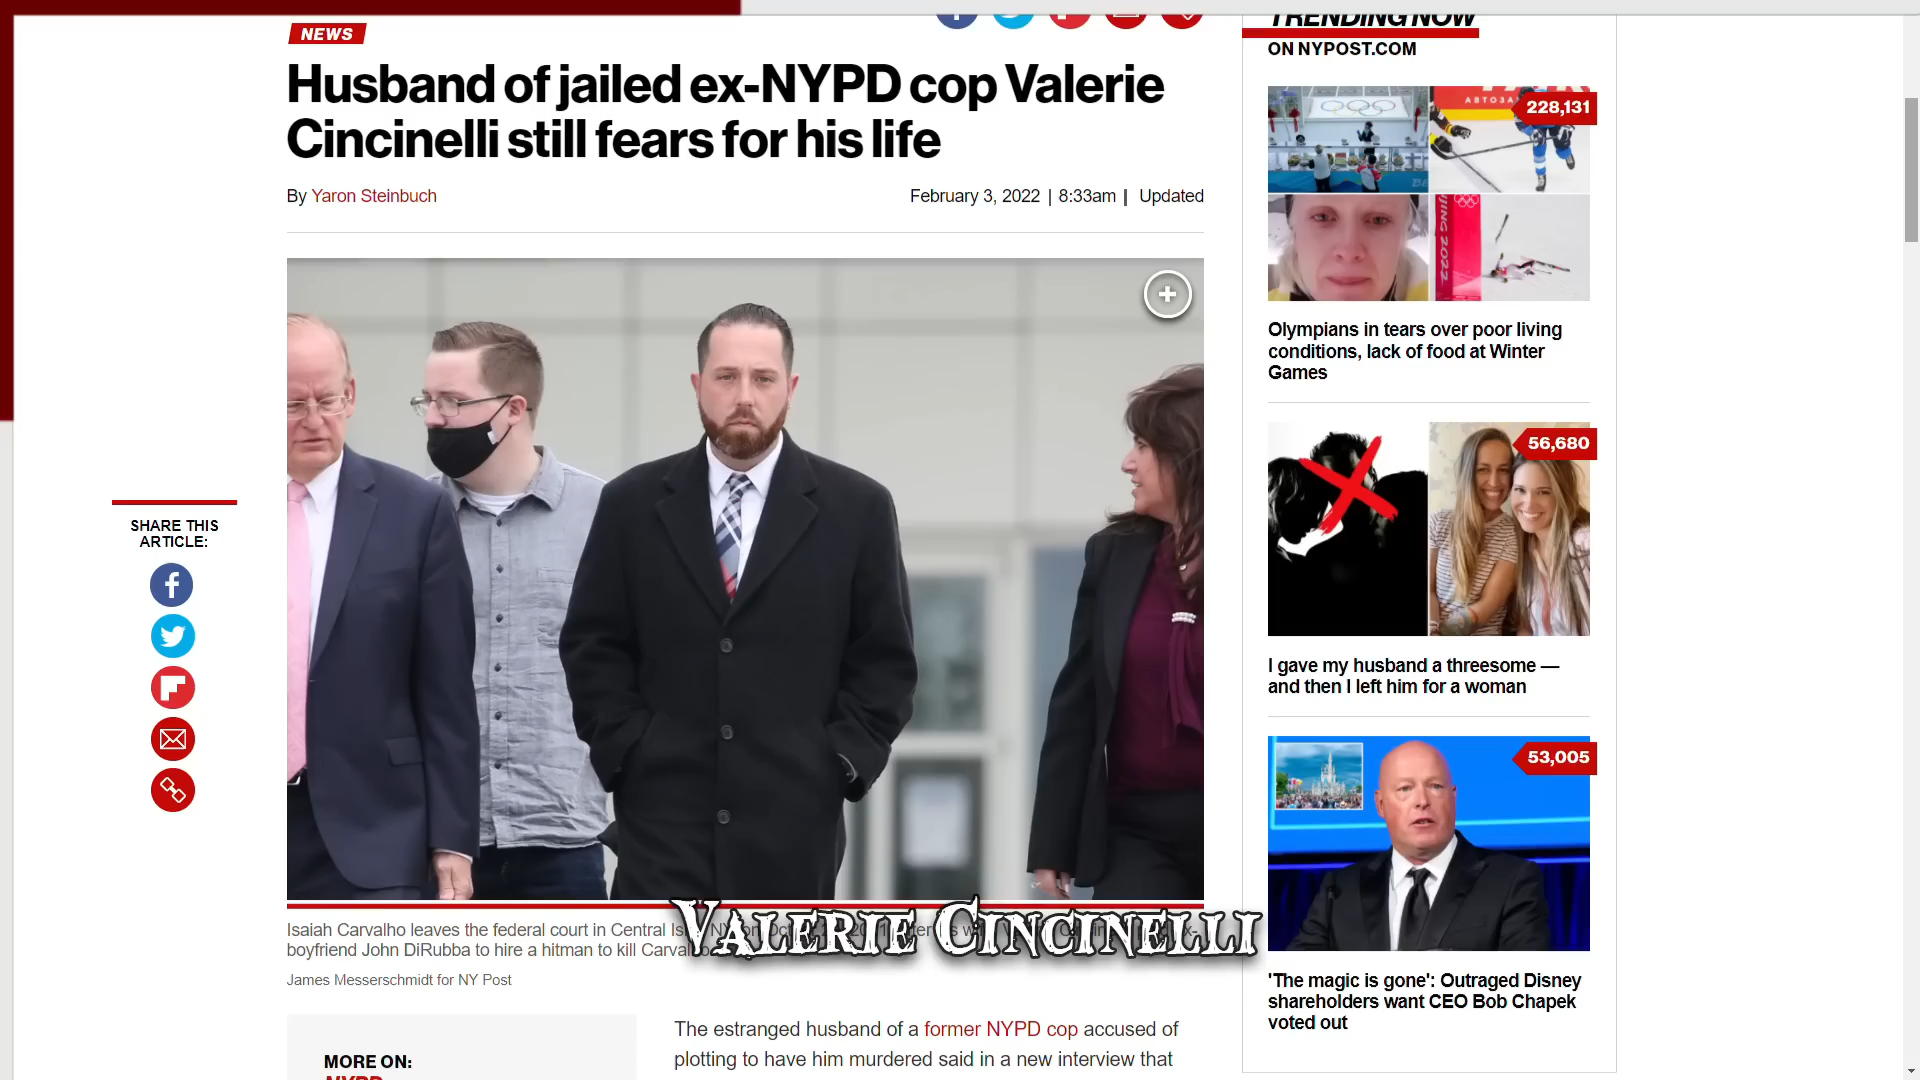 NEWS
Husband of jailed ex-NYPD cop Valerie
Cincinelli still fears for his life
By Yaron Steinbuch
February 3, 2022 | 8:33am | Updated
SHARE THIS
ARTICLE:
Isaiah Carvalho leaves the federal court in Central
boyfriend John DiRubba to hire a hitman to kill
James Messerschmidt for NY Post
VALERIE CINCINELLI
MORE ON:
NYPD
The estranged husband of a former NYPD cop accused of
plotting to have him murdered said in a new interview that
TRENDING NOW
ON NYPOST.COM
228,131
Olympians in tears over poor living
conditions, lack of food at Winter
Games
56,680
I gave my husband a threesome —
and then I left him for a woman
53,005
'The magic is gone': Outraged Disney
shareholders want CEO Bob Chapek
voted out